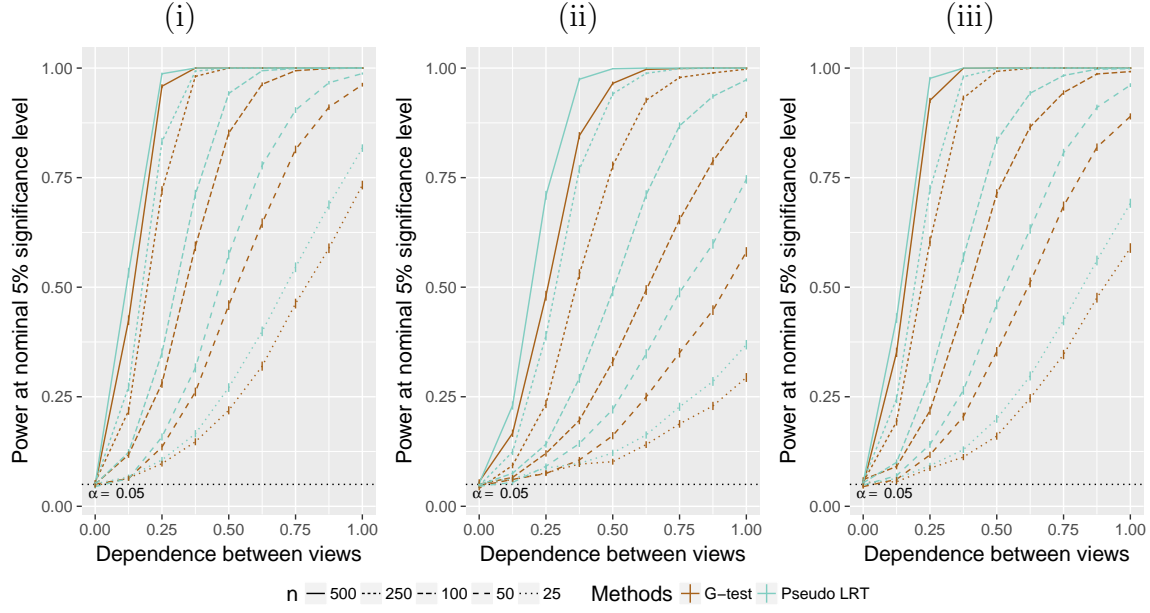 (i) (ii) (iii)
Power at nominal 5% significance level
1.00
0.75
0.50
0.25
0.00
α = 0.05
0.00 0.25 0.50 0.75 1.00
Dependence between views
Power at nominal 5% significance level
1.00
0.75
0.50
0.25
0.00
α = 0.05
0.00 0.25 0.50 0.75 1.00
Dependence between views
Power at nominal 5% significance level
1.00
0.75
0.50
0.25
0.00
α = 0.05
0.00 0.25 0.50 0.75 1.00
Dependence between views
n 500 250 100 50 25 Methods G-test Pseudo LRT